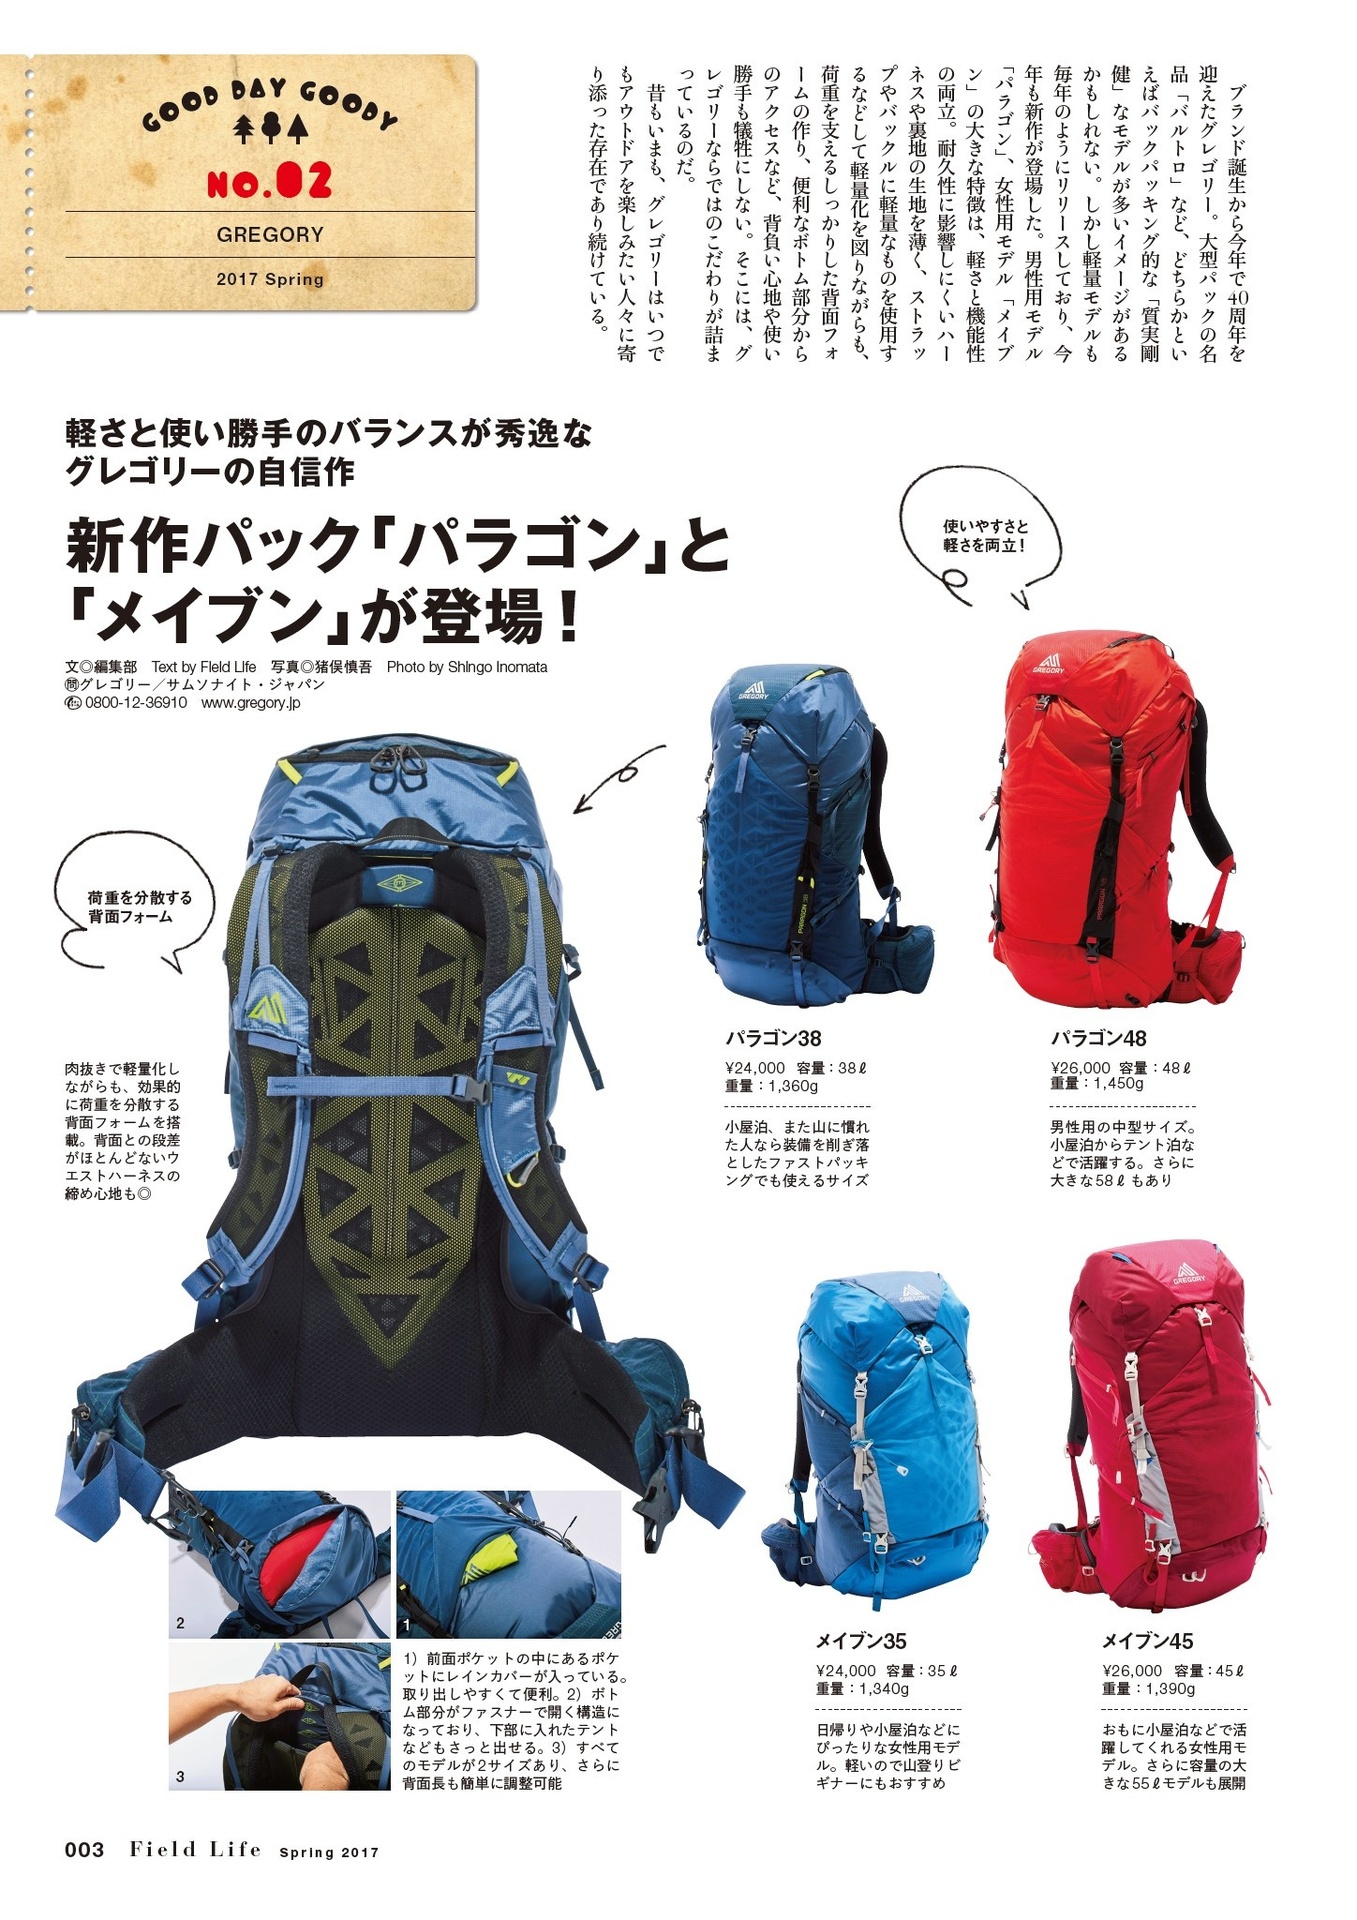 GOOD DAY GOODY
NO.02
GREGORY
2017 Spring
ブランド誕生から今年で40周年を
迎えたグレゴリー。大型パックの名
品「バルトロ」など、どちらかとい
えばバックパッキング的な「質実剛
健」なモデルが多いイメージがある
かもしれない。しかし軽量モデルも
毎年のようにリリースしており、今
年も新作が登場した。男性用モデル
「パラゴン」、女性用モデル「メイブ
ン」の大きな特徴は、軽さと機能性
の両立。耐久性に影響しにくいハー
ネスや裏地の生地を薄く、ストラッ
プやバックルに軽量なものを使用す
るなどして軽量化を図りながらも、
荷重を支えるしっかりした背面フォ
ームの作り、便利なボトム部分から
のアクセスなど、背負い心地や使い
勝手も犠牲にしない。そこには、グ
レゴリーならではのこだわりが詰ま
っているのだ。
昔もいまも、グレゴリーはいつで
もアウトドアを楽しみたい人々に寄
り添った存在であり続けている。
軽さと使い勝手のバランスが秀逸な
グレゴリーの自信作
新作パック「パラゴン」と
「メイブン」が登場!
文◎編集部 Text by Field Life 写真◎猪俣慎吾 Photo by Shingo Inomata
㉄グレゴリー/サムソナイト・ジャパン
0800-12-36910 www.gregory.jp
使いやすさと
軽さを両立!
荷重を分散する
背面フォーム
肉抜きで軽量化し
ながらも、効果的
に荷重を分散する
背面フォームを搭
載。背面との段差
がほとんどないウ
エストハーネスの
締め心地も◎
GREGORY
PARAGON 38
GREGORY
パラゴン38
¥24,000 容量:38ℓ
重量:1,360g
小屋泊、また山に慣れ
た人なら装備を削ぎ落
としたファストパッキ
ングでも使えるサイズ
パラゴン48
¥26,000 容量:48ℓ
重量:1,450g
男性用の中型サイズ。
小屋泊からテント泊な
どで活躍する。さらに
大きな58ℓもあり
GREGORY
GREGORY
メイブン35
¥24,000 容量:35ℓ
重量:1,340g
日帰りや小屋泊などに
ぴったりな女性用モデ
ル。軽いので山登りビ
ギナーにもおすすめ
メイブン45
¥26,000 容量:45ℓ
重量:1,390g
おもに小屋泊などで活
躍してくれる女性用モ
デル。さらに容量の大
きな55ℓモデルも展開
2
1
3
1)前面ポケットの中にあるポケ
ットにレインカバーが入っている。
取り出しやすくて便利。2)ボト
ム部分がファスナーで開く構造に
なっており、下部に入れたテント
などもさっと出せる。3)すべて
のモデルが2サイズあり、さらに
背面長も簡単に調整可能
003 Field Life Spring 2017